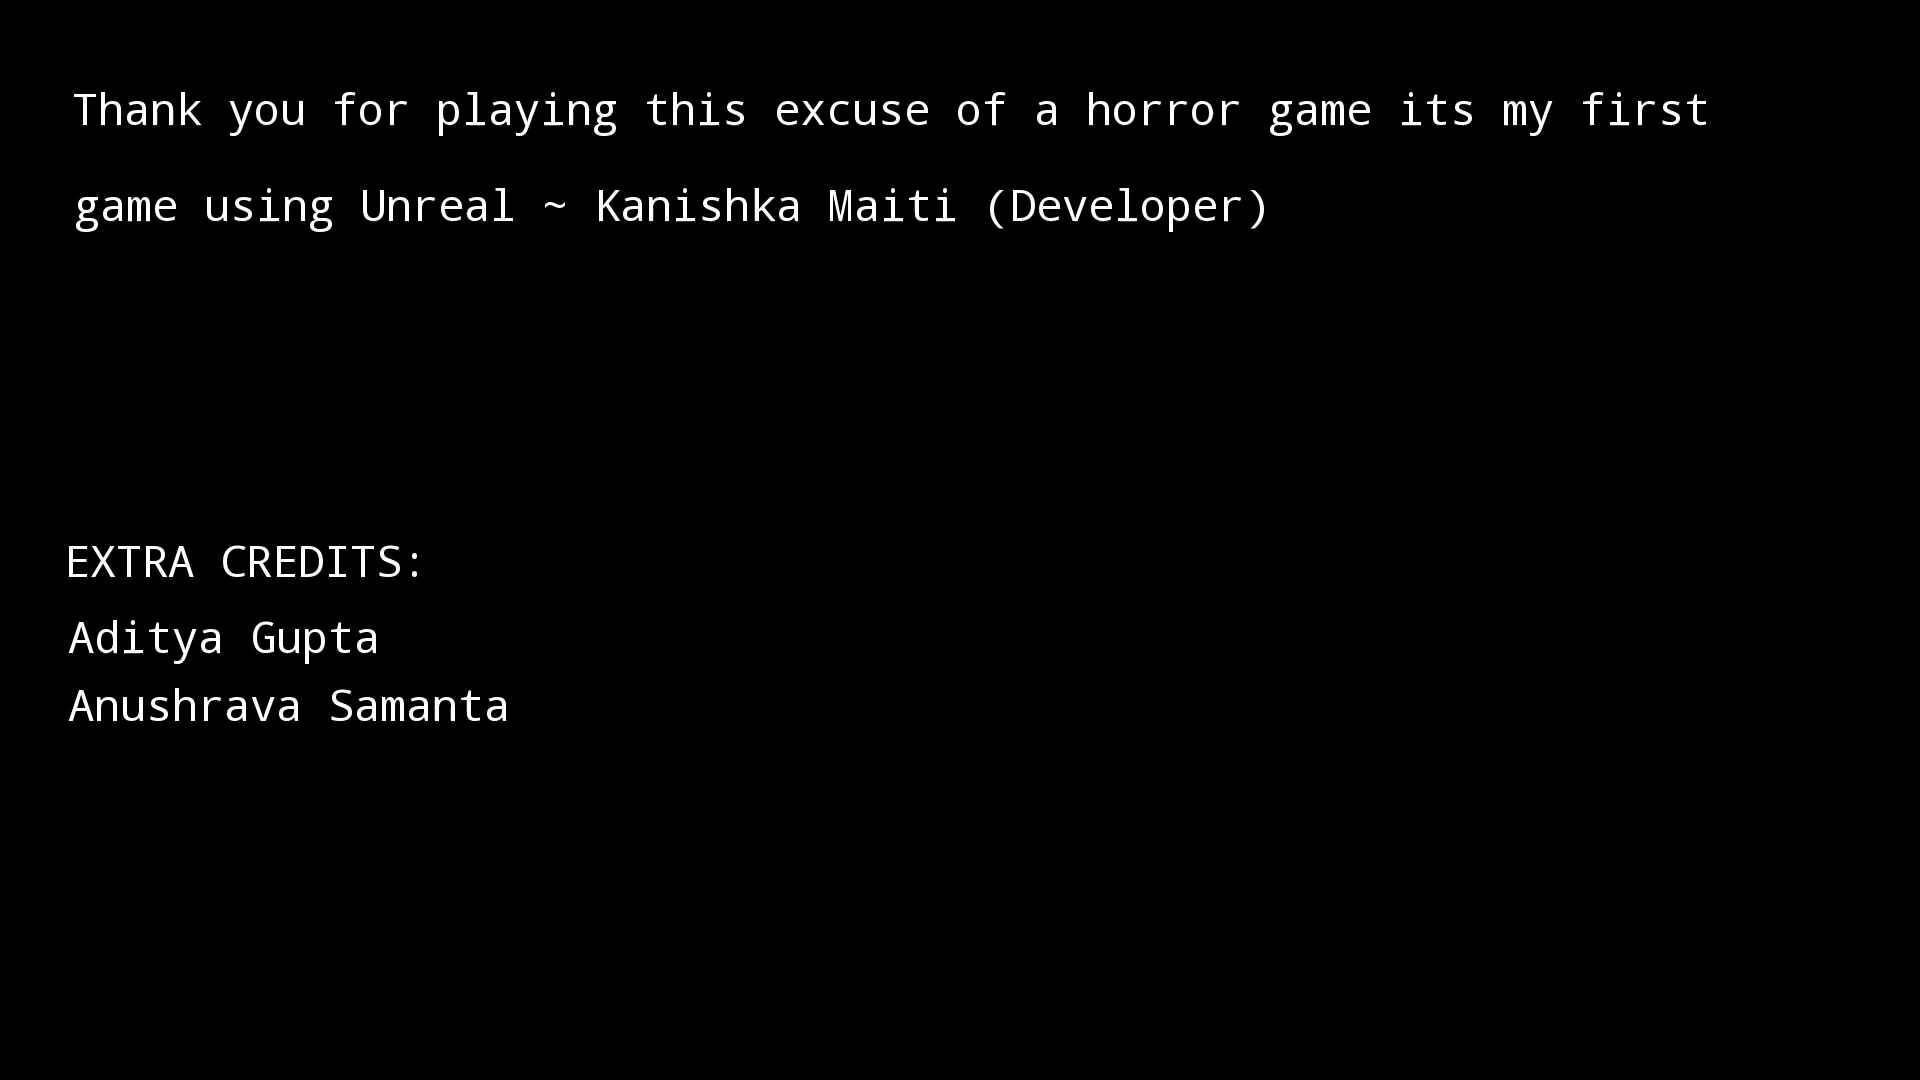 Thank you for playing this excuse of a horror game its my first
game using Unreal ~ Kanishka Maiti (Developer)
EXTRA CREDITS:
Aditya Gupta
Anushrava Samanta